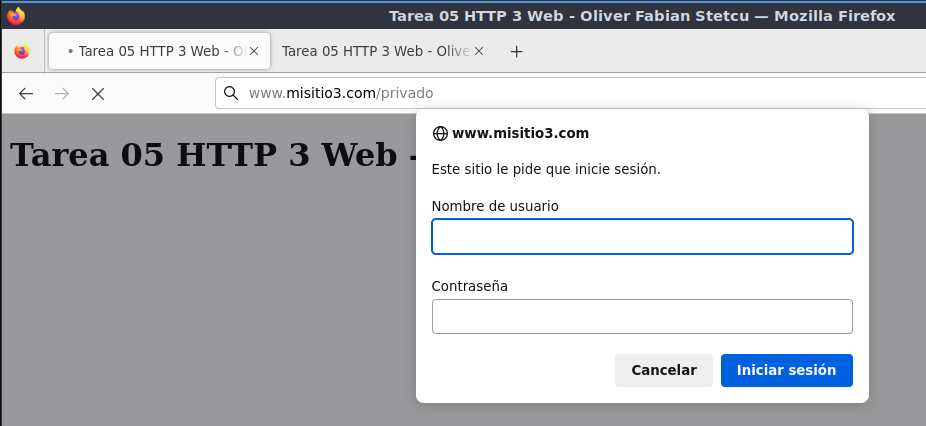 Tarea 05 HTTP 3 Web - Oliver Fabian Stetcu — Mozilla Firefox
• Tarea 05 HTTP 3 Web - O
Tarea 05 HTTP 3 Web - Olive
www.misitio3.com/privado
Tarea 05 HTTP 3 Web -
www.misitio3.com
Este sitio le pide que inicie sesión.
Nombre de usuario
Contraseña
Cancelar
Iniciar sesión